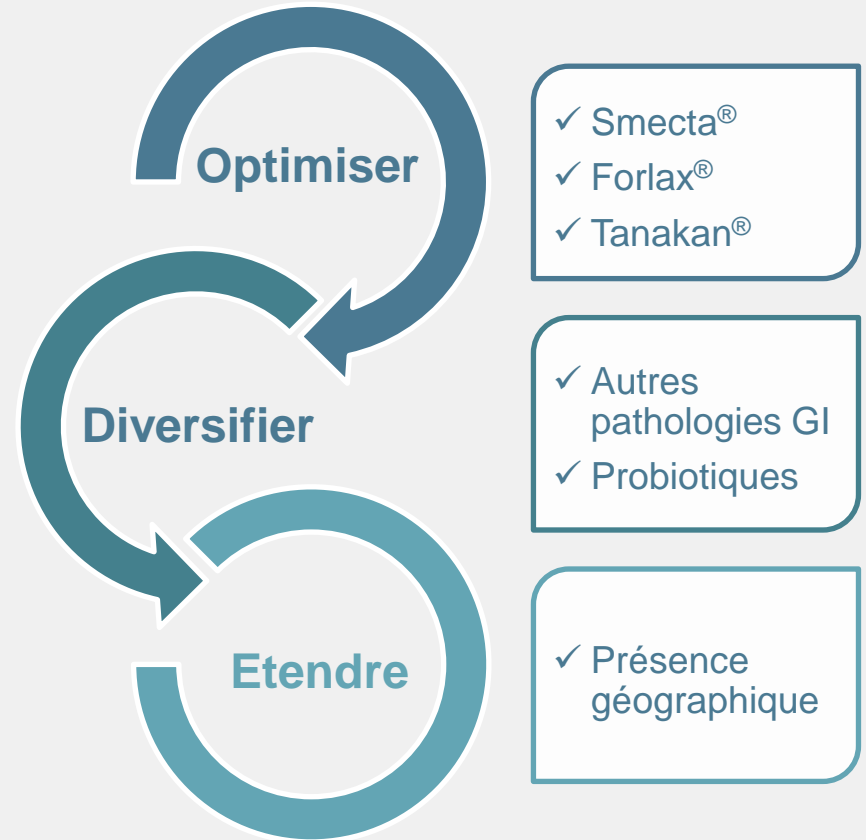 Optimiser
✓ Smecta®
✓ Forlax®
✓ Tanakan®
Diversifier
✓ Autres
pathologies GI
✓ Probiotiques
Etendre
✓ Présence
géographique